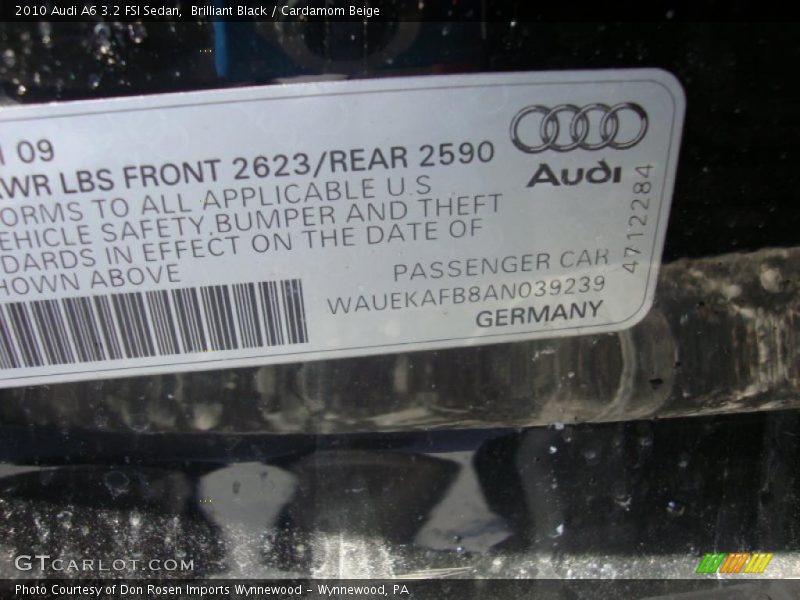 2010 Audi A6 3.2 FSI Sedan, Brilliant Black / Cardamom Beige
09
WR LBS FRONT 2623/REAR 2590
ORMS TO ALL APPLICABLE U.S
EHICLE SAFETY, BUMPER AND THEFT
DARDS IN EFFECT ON THE DATE OF
HOWN ABOVE
Audi
4712284
PASSENGER CAR
WAUEKAFB8AN039239
GERMANY
GTCARLOT.COM
Photo Courtesy of Don Rosen Imports Wynnewood – Wynnewood, PA